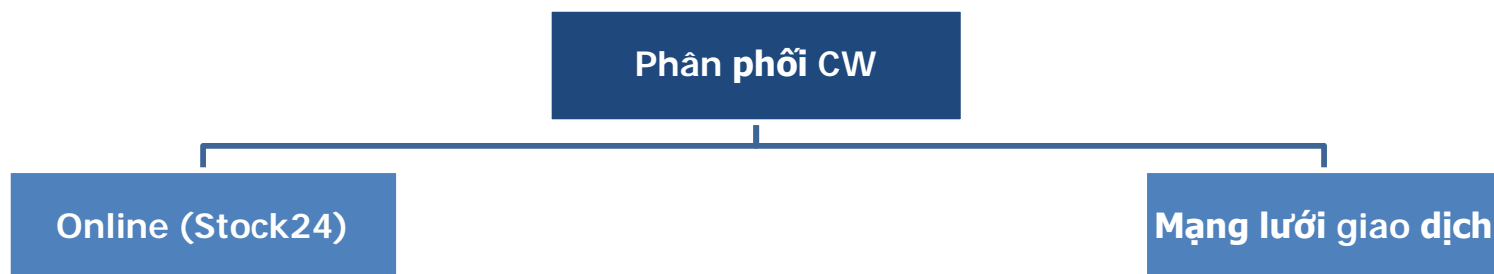 Phân phối CW
Online (Stock24)
Mạng lưới giao dịch